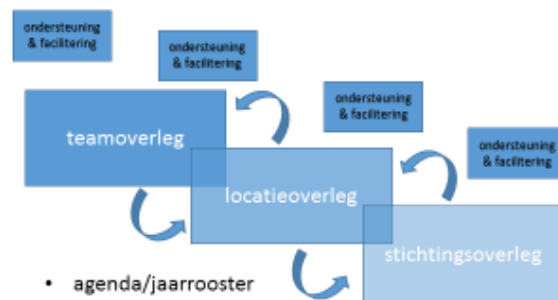 ondersteuning
& facilitering
ondersteuning
& facilitering
ondersteuning
& facilitering
ondersteuning
& facilitering
teamoverleg
locatieoverleg
stichtingsoverleg
• agenda/jaarrooster